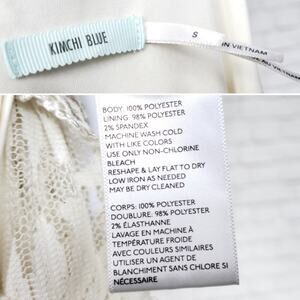 KIMCHI BLUE
S
IN VIETNAM
AU VIETNAM
BODY: 100% POLYESTER
LINING: 98% POLYESTER
2% SPANDEX
MACHINE WASH COLD
WITH LIKE COLORS
USE ONLY NON-CHLORINE
BLEACH
RESHAPE & LAY FLAT TO DRY
LOW IRON AS NEEDED
MAY BE DRY CLEANED
CORPS: 100% POLYESTER
DOUBLURE: 98% POLYESTER
2% ÉLASTHANNE
LAVAGE EN MACHINE À
TEMPÉRATURE FROIDE
AVEC COULEURS SIMILAIRES
UTILISER UN AGENT DE
BLANCHIMENT SANS CHLORE SI
NÉCESSAIRE